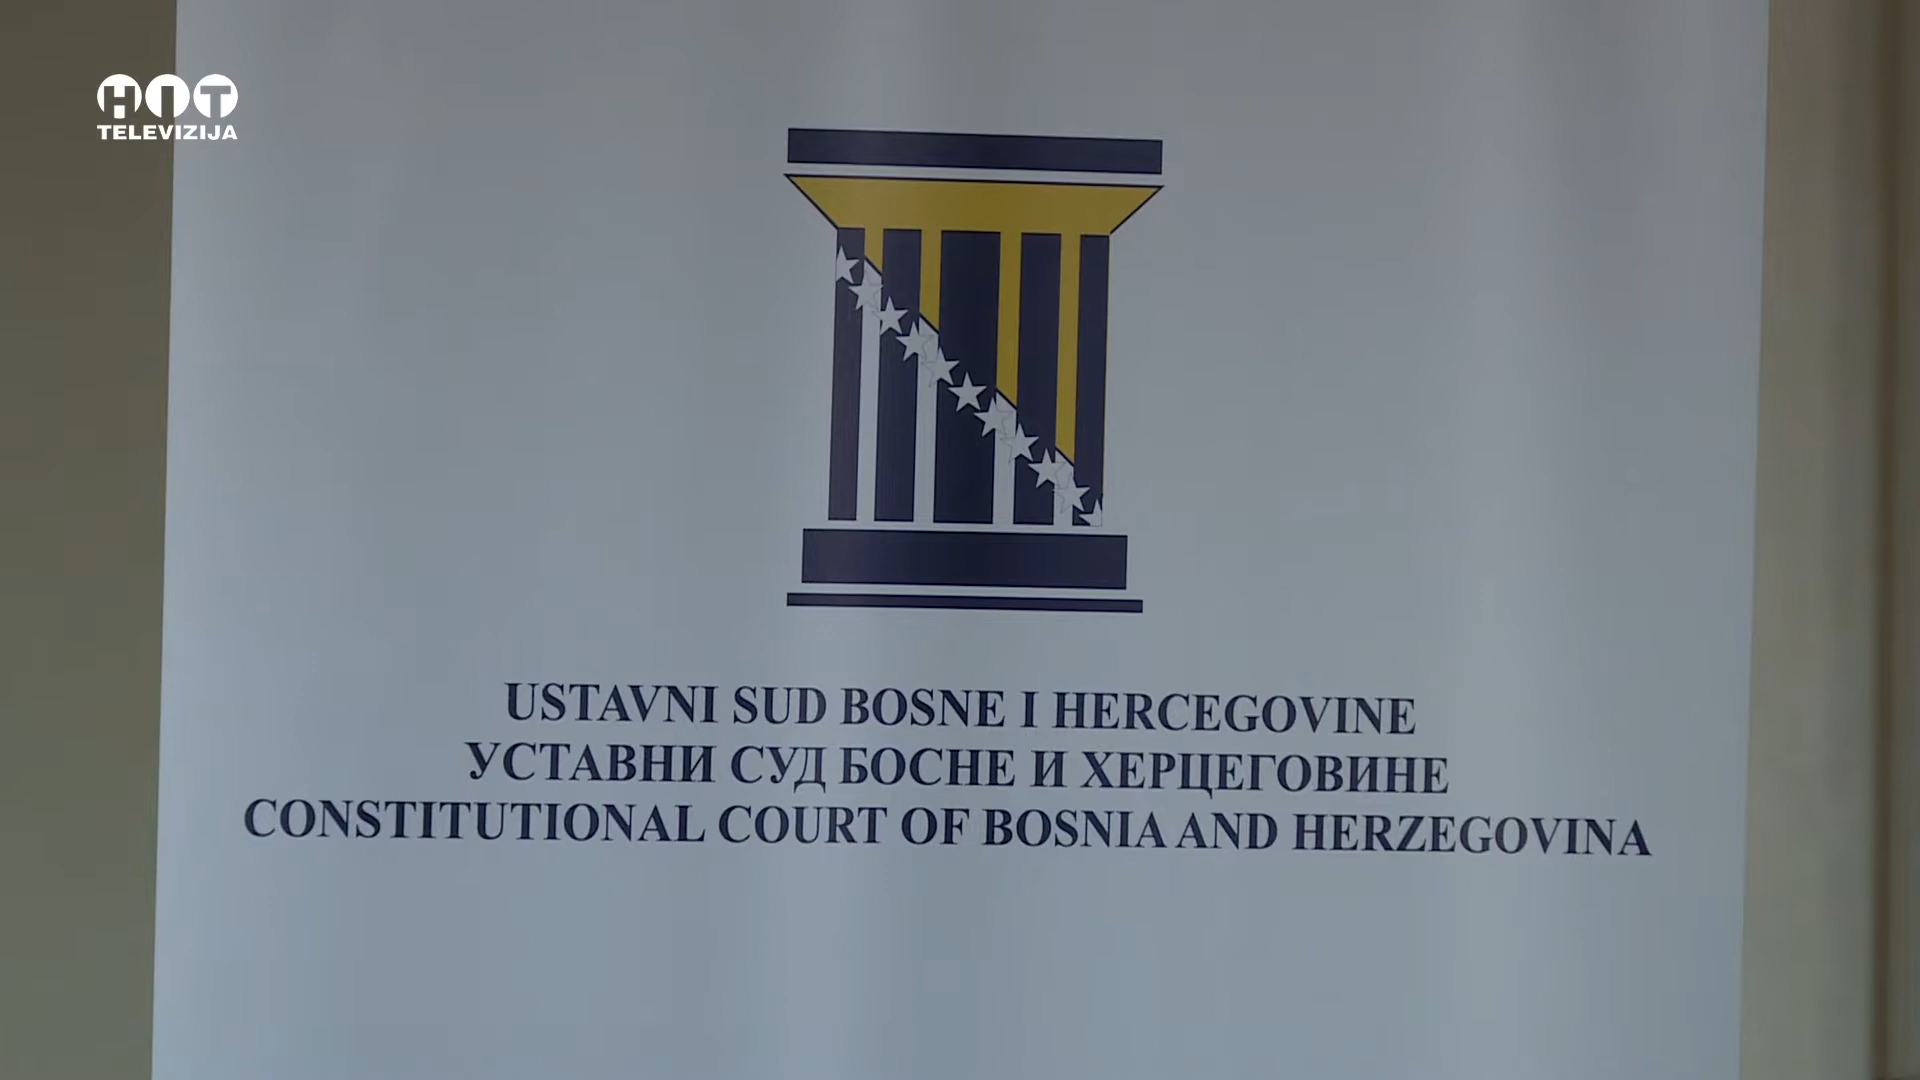 HIT
TELEVIZIJA
USTAVNI SUD BOSNE I HERCEGOVINE
УСТАВНИ СУД БОСНЕ И ХЕРЦЕГОВИНЕ
CONSTITUTIONAL COURT OF BOSNIA AND HERZEGOVINA